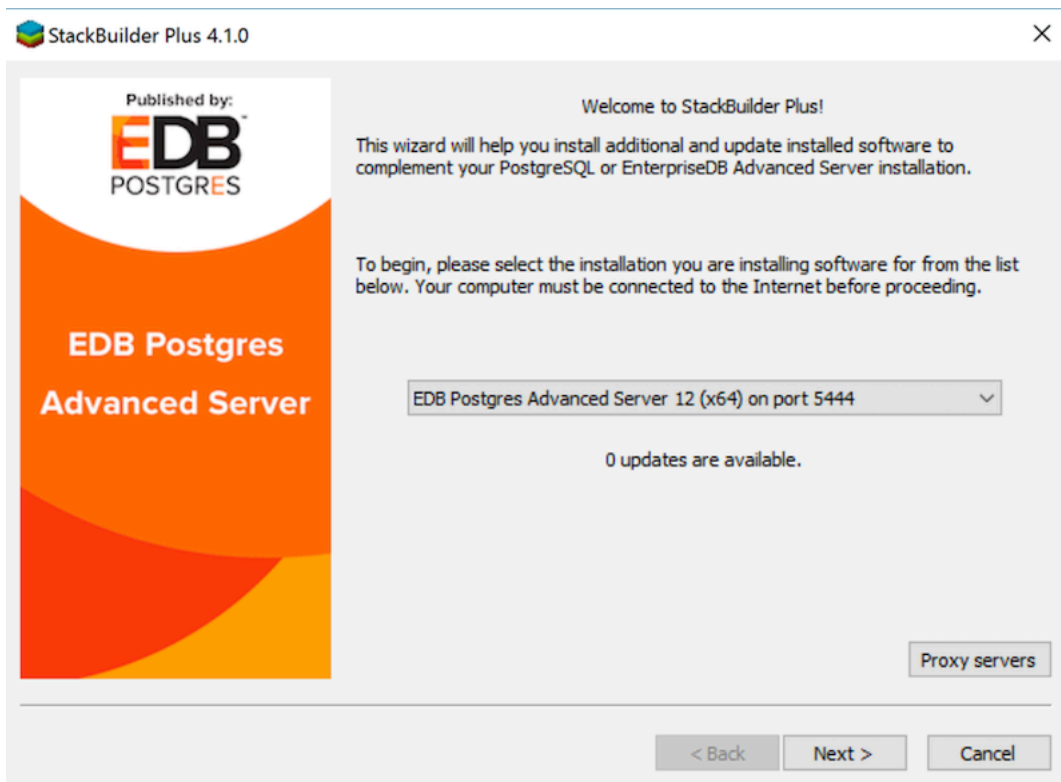 StackBuilder Plus 4.1.0
Published by:
EDB™
POSTGRES
EDB Postgres
Advanced Server
Welcome to StackBuilder Plus!
This wizard will help you install additional and update installed software to
complement your PostgreSQL or EnterpriseDB Advanced Server installation.
To begin, please select the installation you are installing software for from the list
below. Your computer must be connected to the Internet before proceeding.
EDB Postgres Advanced Server 12 (x64) on port 5444
0 updates are available.
Proxy servers
< Back
Next >
Cancel